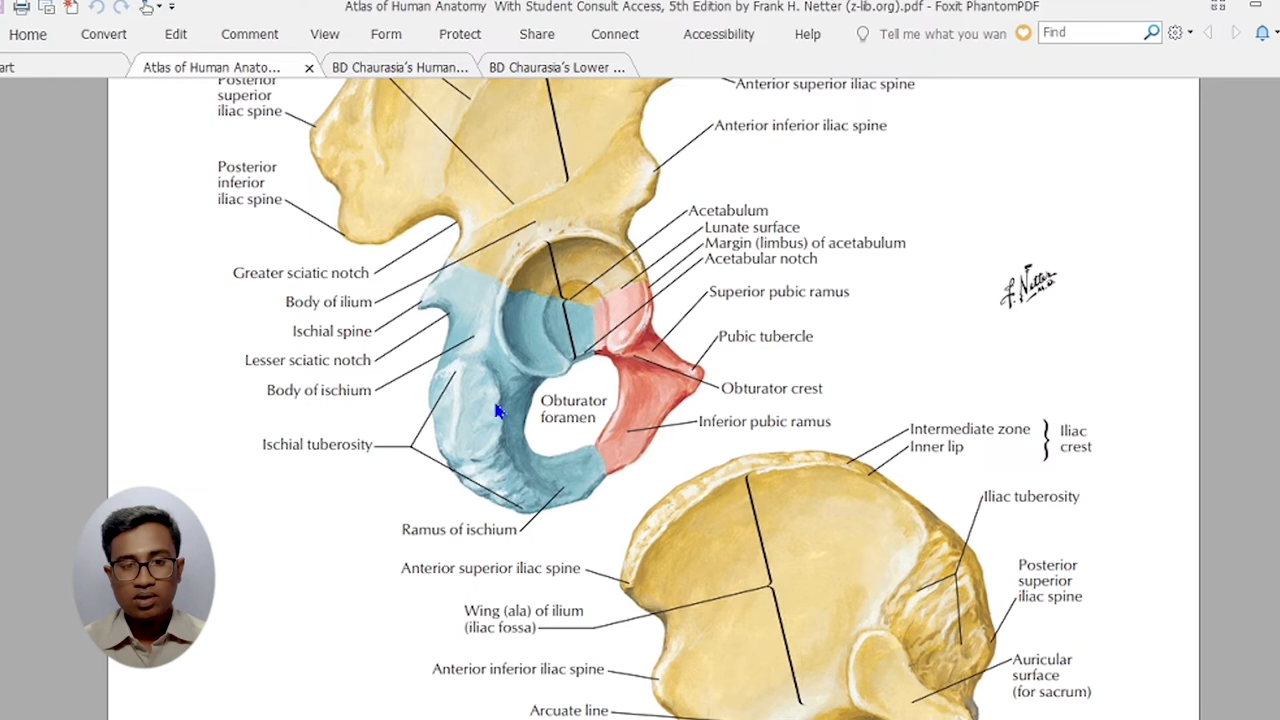 Atlas of Human Anatomy With Student Consult Access, 5th Edition by Frank H. Netter (z-lib.org).pdf - Foxit PhantomPDF
Home Convert Edit Comment View Form Protect Share Connect Accessibility Help Tell me what you wan Find
art Atlas of Human Anato... × BD Chaurasia's Human... BD Chaurasia's Lower ...
Posterior
superior
iliac spine
Anterior superior iliac spine
Anterior inferior iliac spine
Posterior
inferior
iliac spine
Acetabulum
Lunate surface
Margin (limbus) of acetabulum
Acetabular notch
Greater sciatic notch
Body of ilium
Superior pubic ramus
Ischial spine
Pubic tubercle
Lesser sciatic notch
Body of ischium
Obturator crest
Obturator
foramen
Inferior pubic ramus
Ischial tuberosity
Intermediate zone
Inner lip
Iliac
crest
Iliac tuberosity
Ramus of ischium
Anterior superior iliac spine
Posterior
superior
iliac spine
Wing (ala) of ilium
(iliac fossa)
Anterior inferior iliac spine
Auricular
surface
(for sacrum)
Arcuate line
F. Netter
M.D.